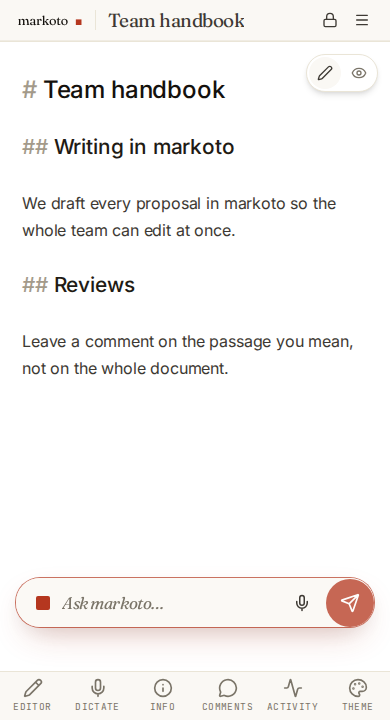 markoto
Team handbook
# Team handbook
## Writing in markoto
We draft every proposal in markoto so the
whole team can edit at once.
## Reviews
Leave a comment on the passage you mean,
not on the whole document.
Ask markoto...
EDITOR
DICTATE
INFO
COMMENTS
ACTIVITY
THEME